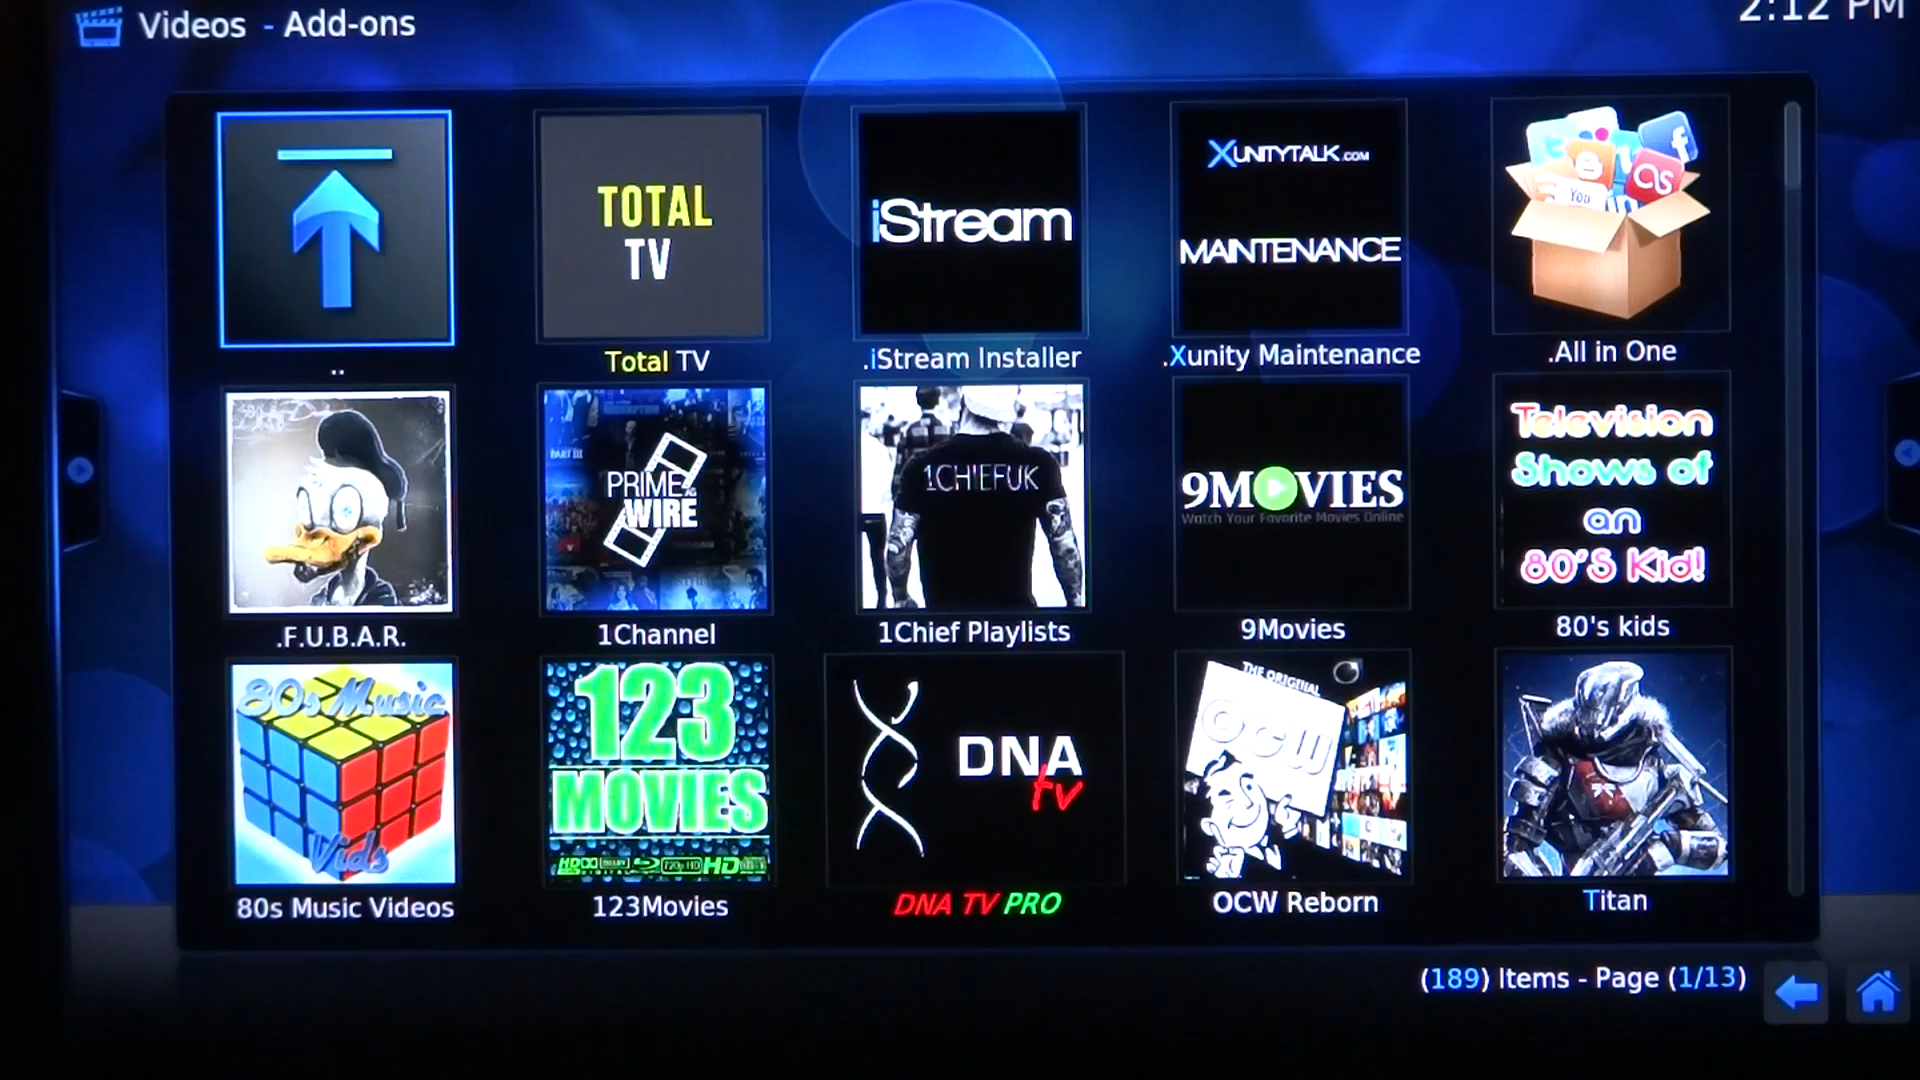 Videos - Add-ons
2:12 PM
TOTAL
TV
iStream
XUNITYTALK.COM
MAINTENANCE
You
..
Total TV
.iStream Installer
.Xunity Maintenance
.All in One
PRIME
WIRE
1CHIEFUK
9MOVIES
Watch Your Favorite Movies Online
Television
Shows of
an
80'S Kid!
.F.U.B.A.R.
1Channel
1Chief Playlists
9Movies
80's kids
80s Music
Vids
123
MOVIES
DNA
tv
THE ORIGINAL
OCW
80s Music Videos
123Movies
DNA TV PRO
OCW Reborn
Titan
(189) Items - Page (1/13)